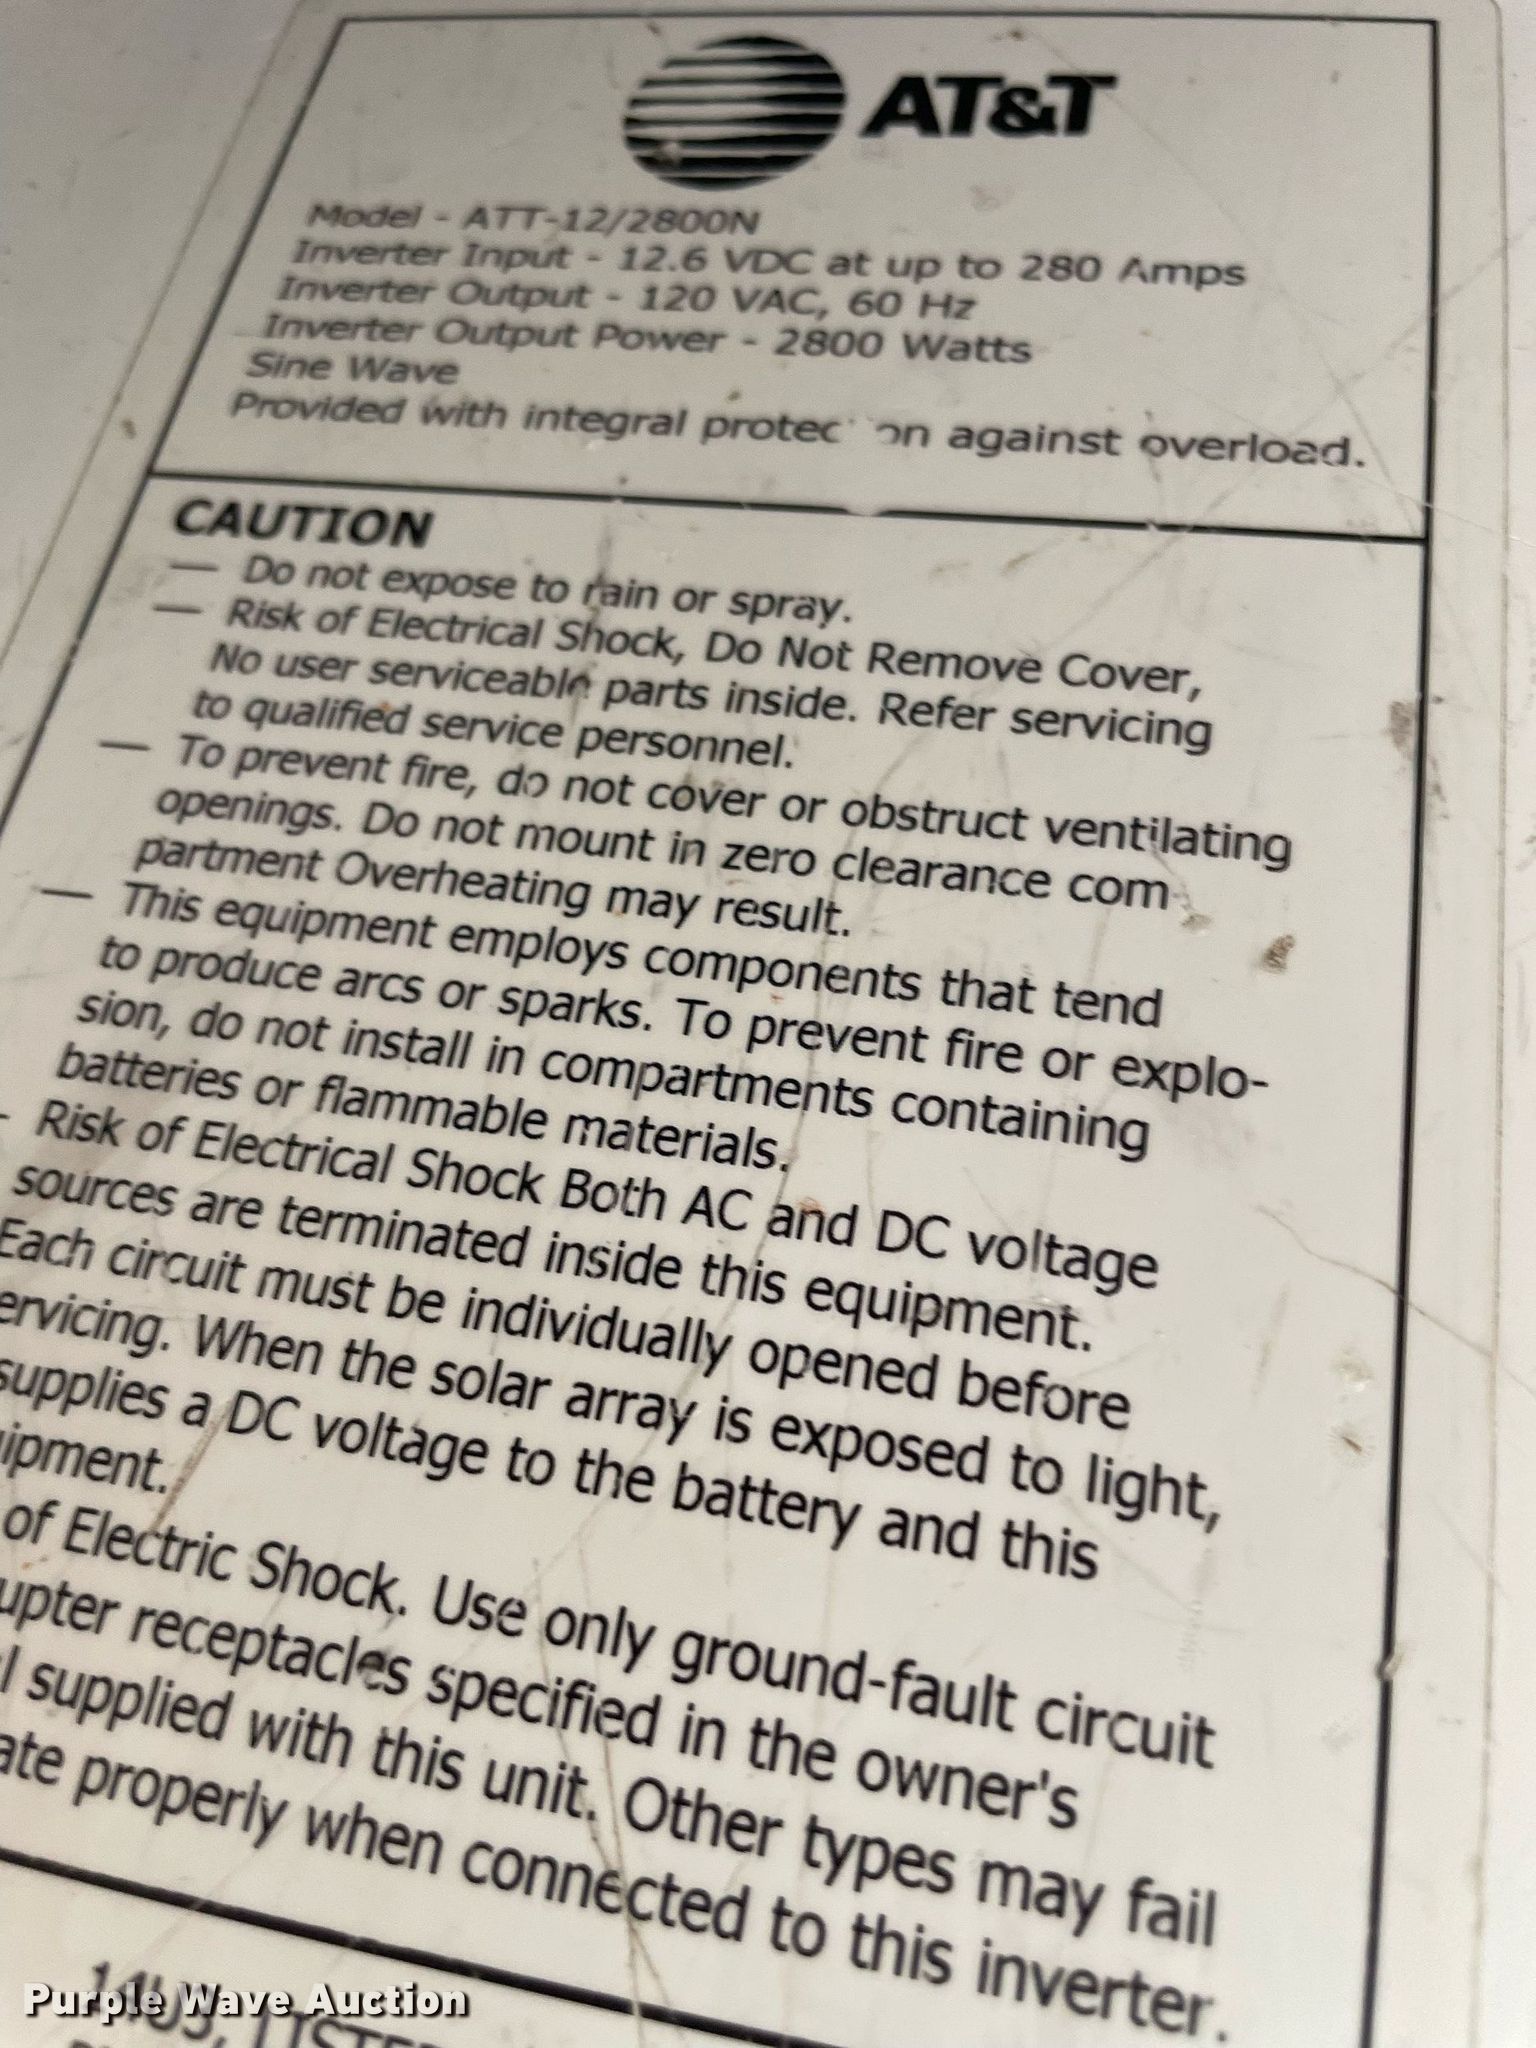 AT&T
Model - ATT-12/2800N
Inverter Input - 12.6 VDC at up to 280 Amps
Inverter Output - 120 VAC, 60 Hz
Inverter Output Power - 2800 Watts
Sine Wave
Provided with integral protec on against overload.
CAUTION
— Do not expose to rain or spray.
— Risk of Electrical Shock, Do Not Remove Cover,
No user serviceable parts inside. Refer servicing
to qualified service personnel.
— To prevent fire, do not cover or obstruct ventilating
openings. Do not mount in zero clearance com-
partment Overheating may result.
— This equipment employs components that tend
to produce arcs or sparks. To prevent fire or explo-
sion, do not install in compartments containing
batteries or flammable materials.
- Risk of Electrical Shock Both AC and DC voltage
sources are terminated inside this equipment.
Each circuit must be individually opened before
ervicing. When the solar array is exposed to light,
supplies a DC voltage to the battery and this
ipment.
of Electric Shock. Use only ground-fault circuit
upter receptacles specified in the owner's
l supplied with this unit. Other types may fail
ate properly when connected to this inverter.
Purple Wave Auction